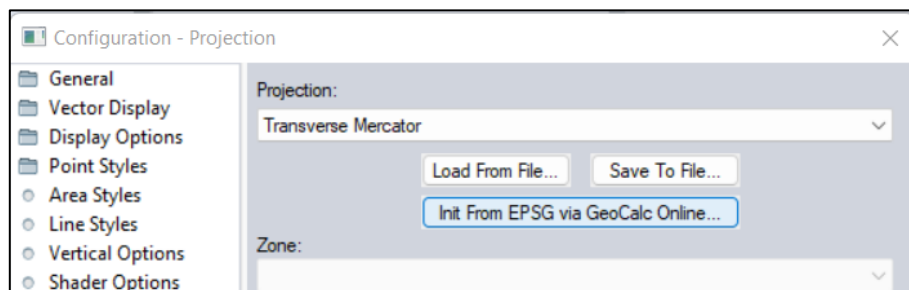 Configuration - Projection
General
Vector Display
Display Options
Point Styles
Area Styles
Line Styles
Vertical Options
Shader Options
Projection:
Transverse Mercator
Load From File... Save To File...
Init From EPSG via GeoCalc Online...
Zone: